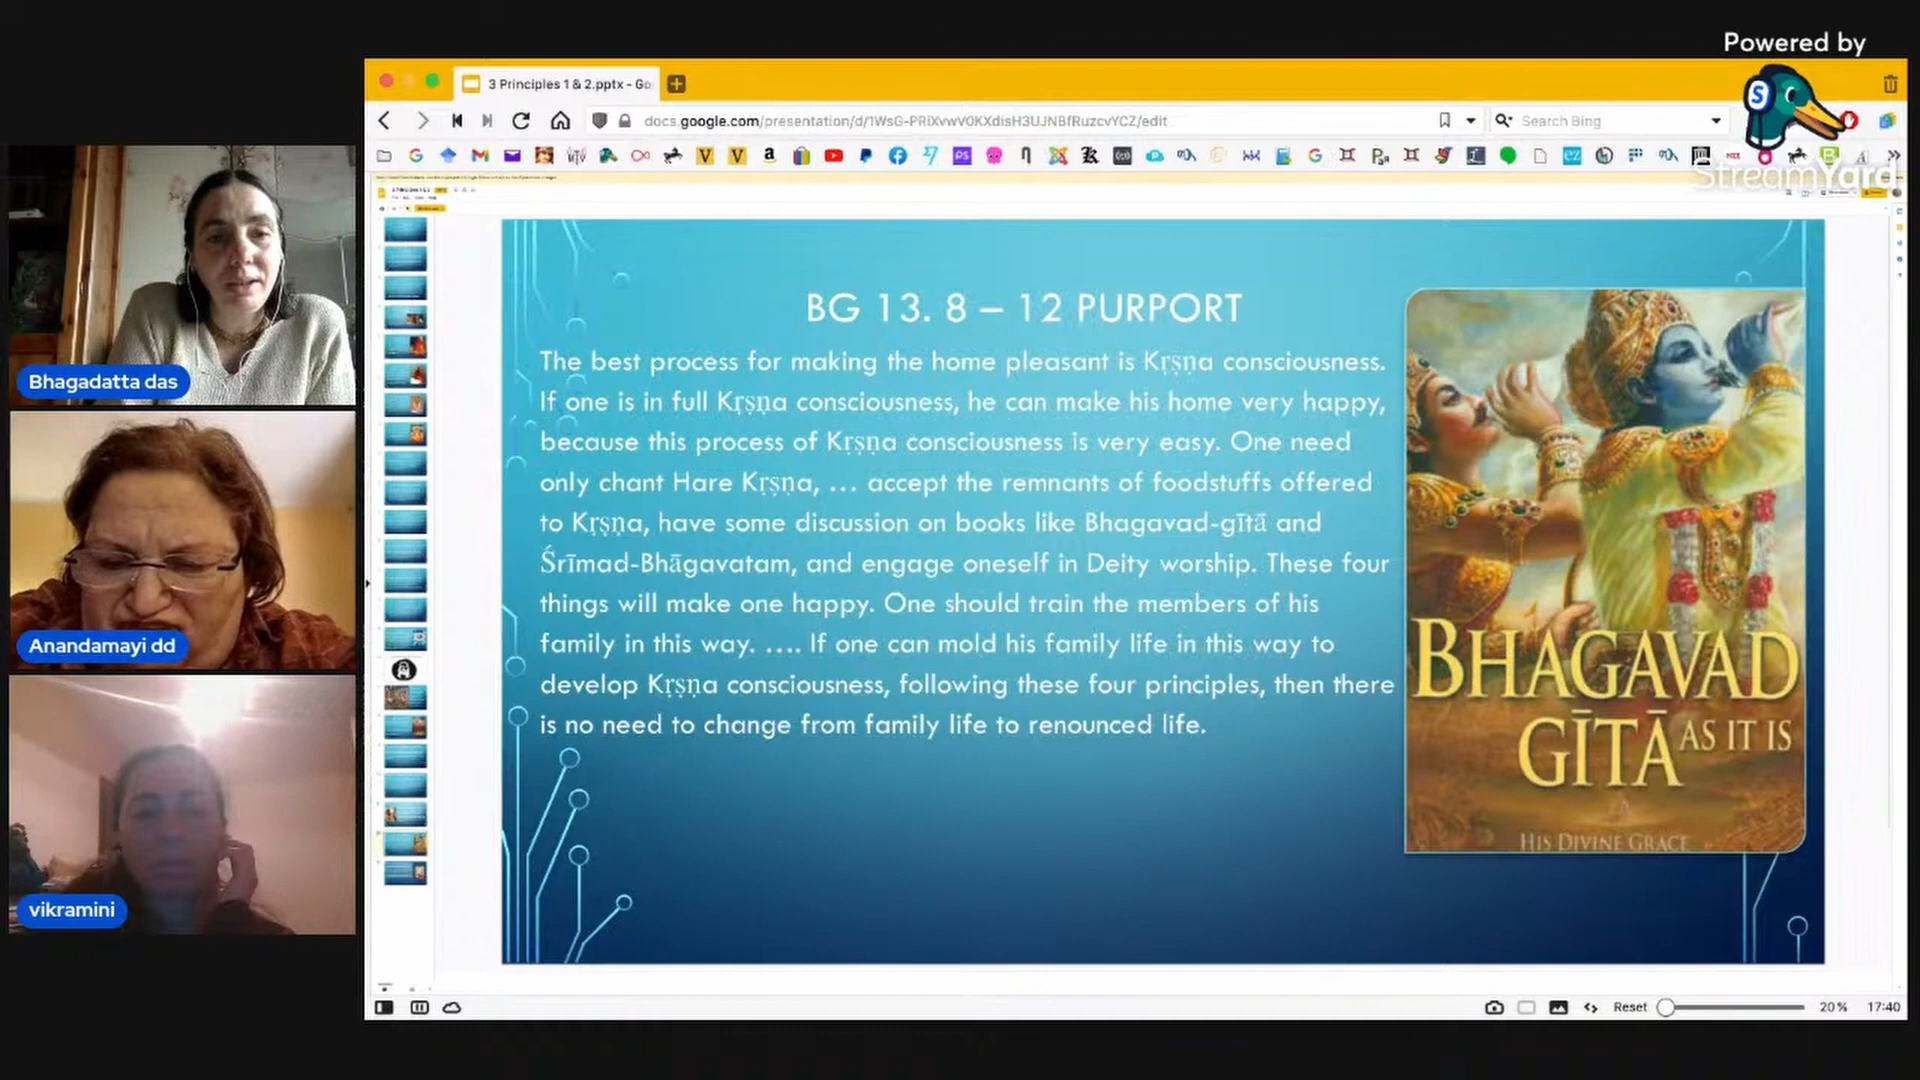 Powered by
StreamYard
3 Principles 1 & 2.pptx - Go
docs.google.com/presentation/d/1WsG-PRiXvwV0KXdisH3UJNBfRuzcvYCZ/edit
Search Bing
BG 13. 8 – 12 PURPORT
The best process for making the home pleasant is Kṛṣṇa consciousness.
If one is in full Kṛṣṇa consciousness, he can make his home very happy,
because this process of Kṛṣṇa consciousness is very easy. One need
only chant Hare Kṛṣṇa, ... accept the remnants of foodstuffs offered
to Kṛṣṇa, have some discussion on books like Bhagavad-gītā and
Śrīmad-Bhāgavatam, and engage oneself in Deity worship. These four
things will make one happy. One should train the members of his
family in this way. .... If one can mold his family life in this way to
develop Kṛṣṇa consciousness, following these four principles, then there
is no need to change from family life to renounced life.
BHAGAVAD
GĪTĀ AS IT IS
HIS DIVINE GRACE
Bhagadatta das
Anandamayi dd
vikramini
Reset
20%
17:40